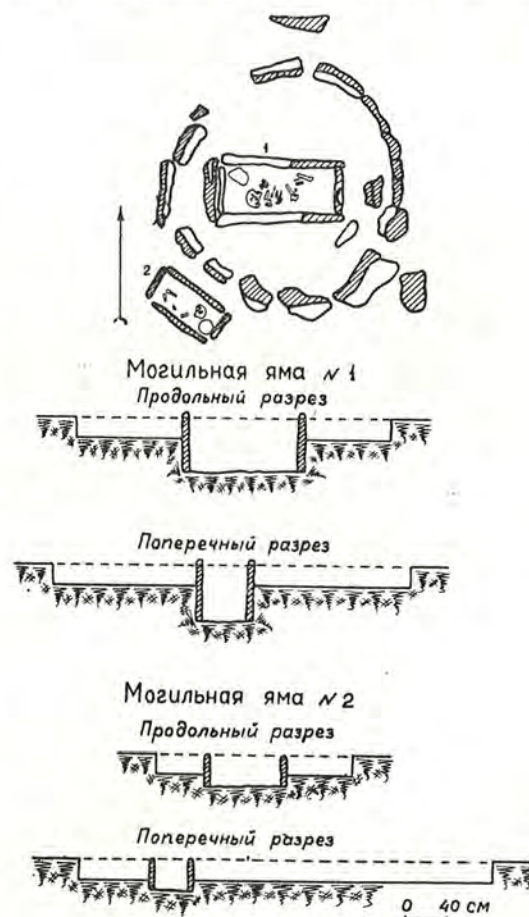 1
2
Могильная яма № 1
Продольный разрез
Поперечный разрез
Могильная яма № 2
Продольный разрез
Поперечный разрез
0 40 см